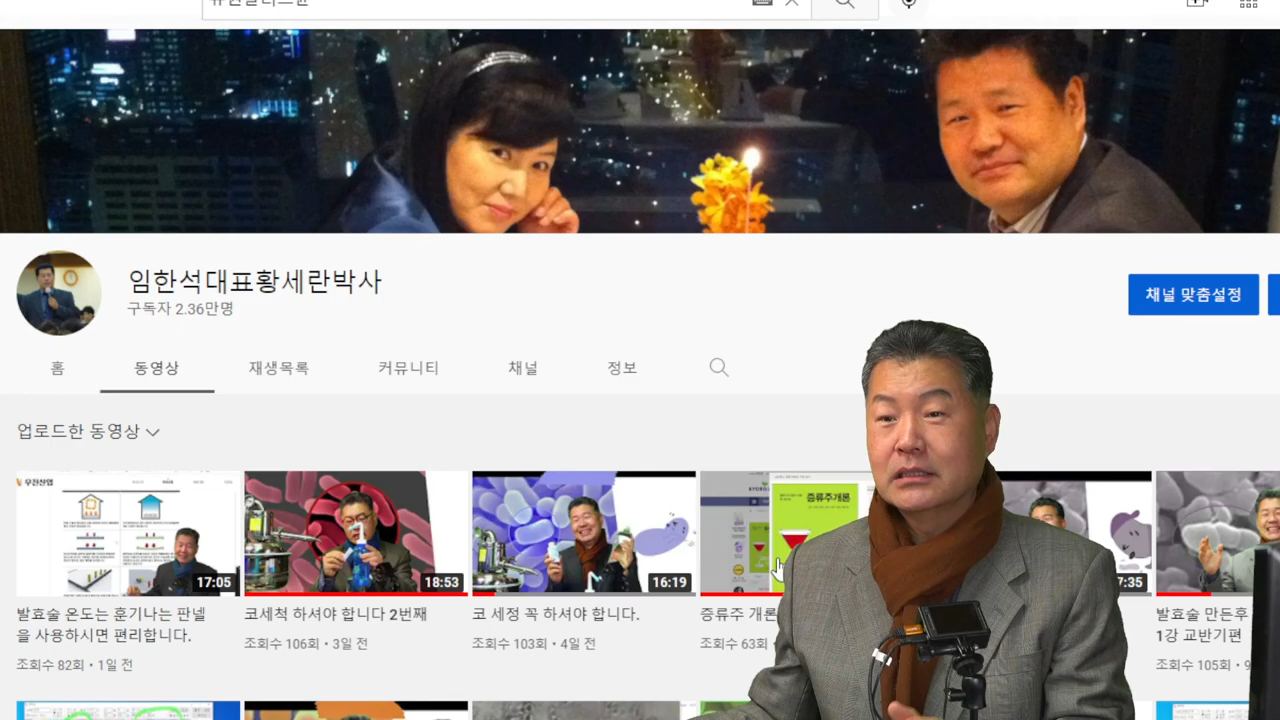 임한석대표황세란박사
구독자 2.36만명
채널 맞춤설정
홈
동영상
재생목록
커뮤니티
채널
정보
업로드한 동영상
우진산업
17:05
18:53
16:19
증류주개론
7:35
발효술 온도는 훈기나는 판넬
을 사용하시면 편리합니다.
조회수 82회 • 1일 전
코세척 하셔야 합니다 2번째
조회수 106회 • 3일 전
코 세정 꼭 하셔야 합니다.
조회수 103회 • 4일 전
증류주 개론
조회수 63회
발효술 만든후
1강 교반기편
조회수 105회 • 9